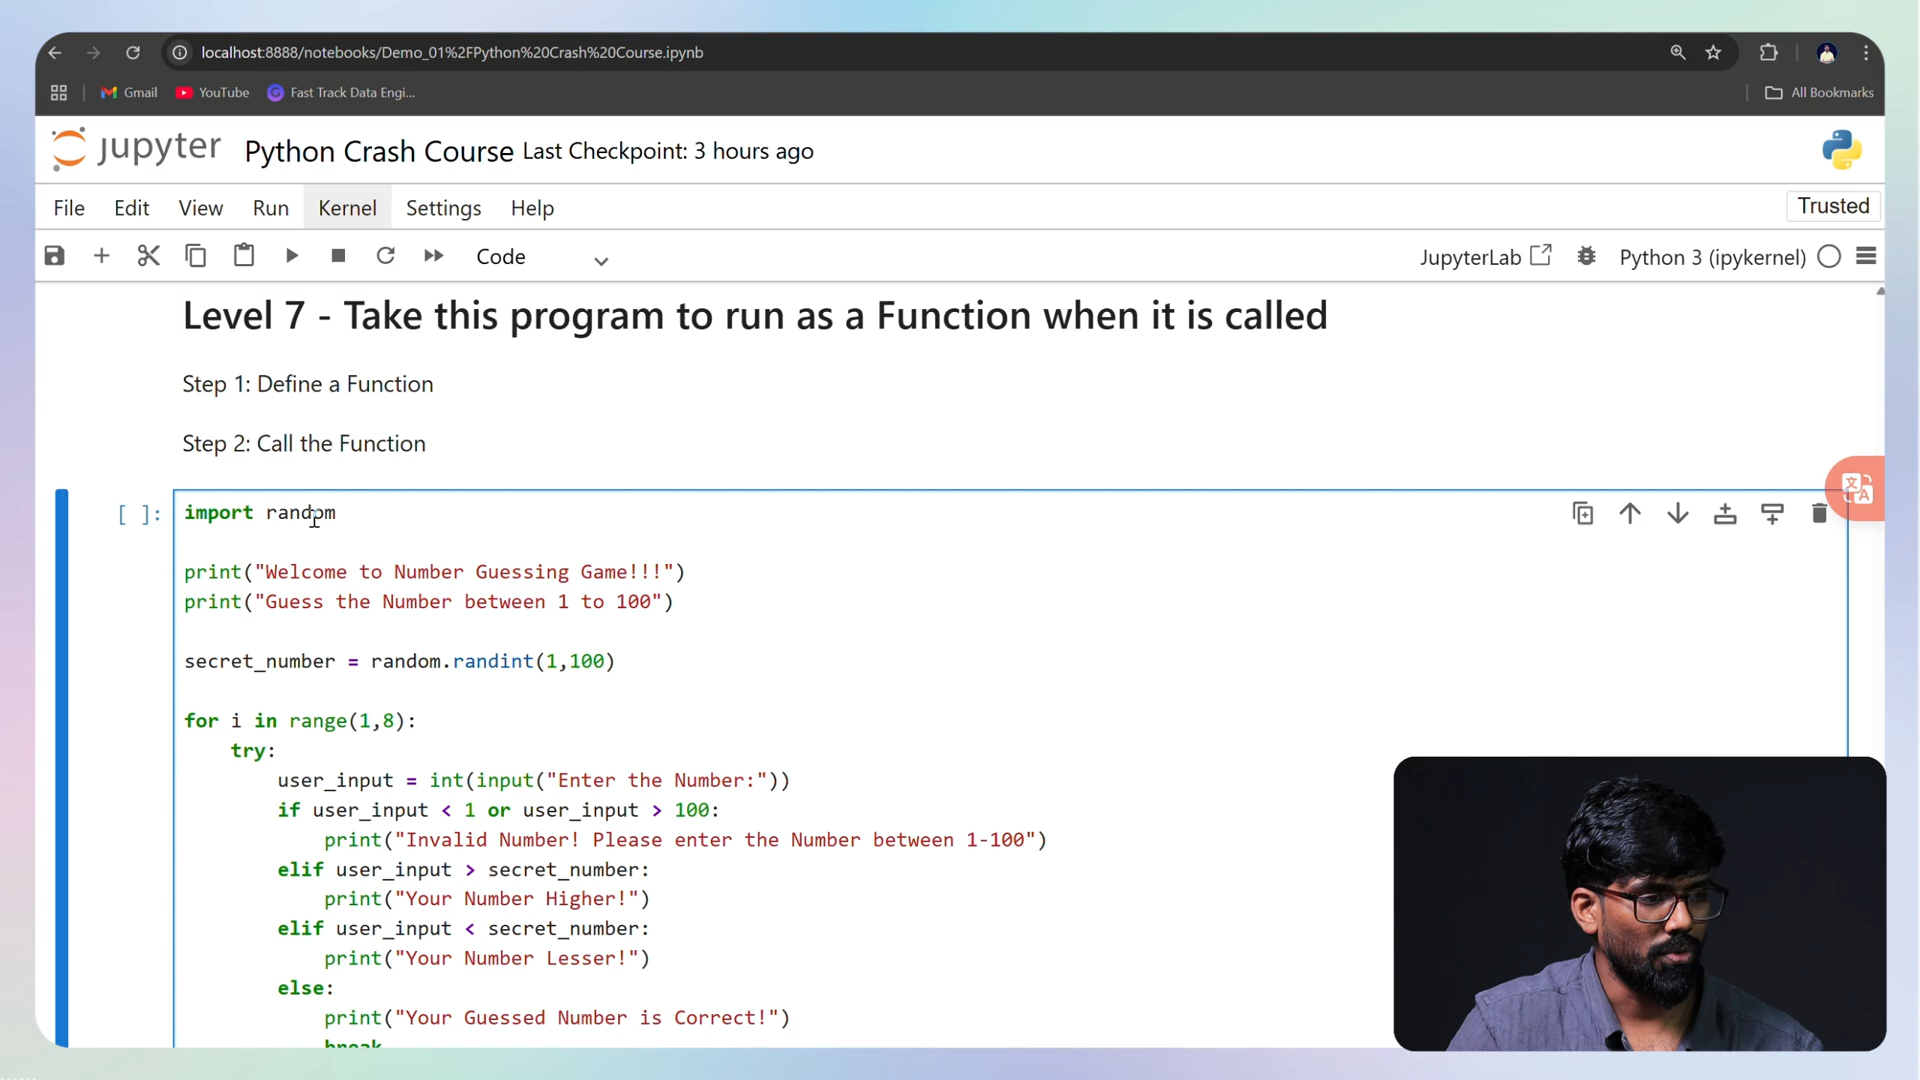 localhost:8888/notebooks/Demo_01%2FPython%20Crash%20Course.ipynb
Gmail
YouTube
Fast Track Data Engi...
All Bookmarks
jupyter
Python Crash Course Last Checkpoint: 3 hours ago
File Edit View Run Kernel Settings Help
Trusted
Code
JupyterLab
Python 3 (ipykernel)
Level 7 - Take this program to run as a Function when it is called
Step 1: Define a Function
Step 2: Call the Function
[ ]:
import random
print("Welcome to Number Guessing Game!!!")
print("Guess the Number between 1 to 100")
secret_number = random.randint(1,100)
for i in range(1,8):
try:
user_input = int(input("Enter the Number:"))
if user_input < 1 or user_input > 100:
print("Invalid Number! Please enter the Number between 1-100")
elif user_input > secret_number:
print("Your Number Higher!")
elif user_input < secret_number:
print("Your Number Lesser!")
else:
print("Your Guessed Number is Correct!")
break